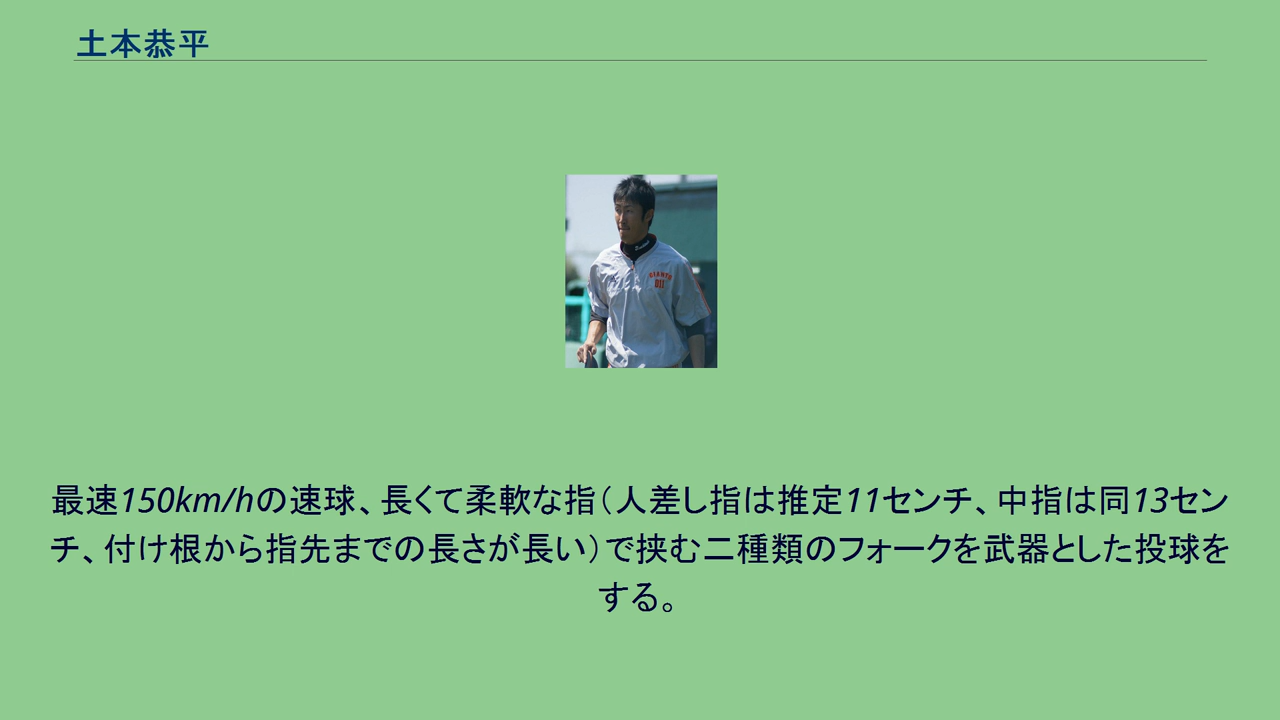 土本恭平
GIANTS
011
最速150km/hの速球、長くて柔軟な指（人差し指は推定11センチ、中指は同13セン
チ、付け根から指先までの長さが長い）で挟む二種類のフォークを武器とした投球を
する。